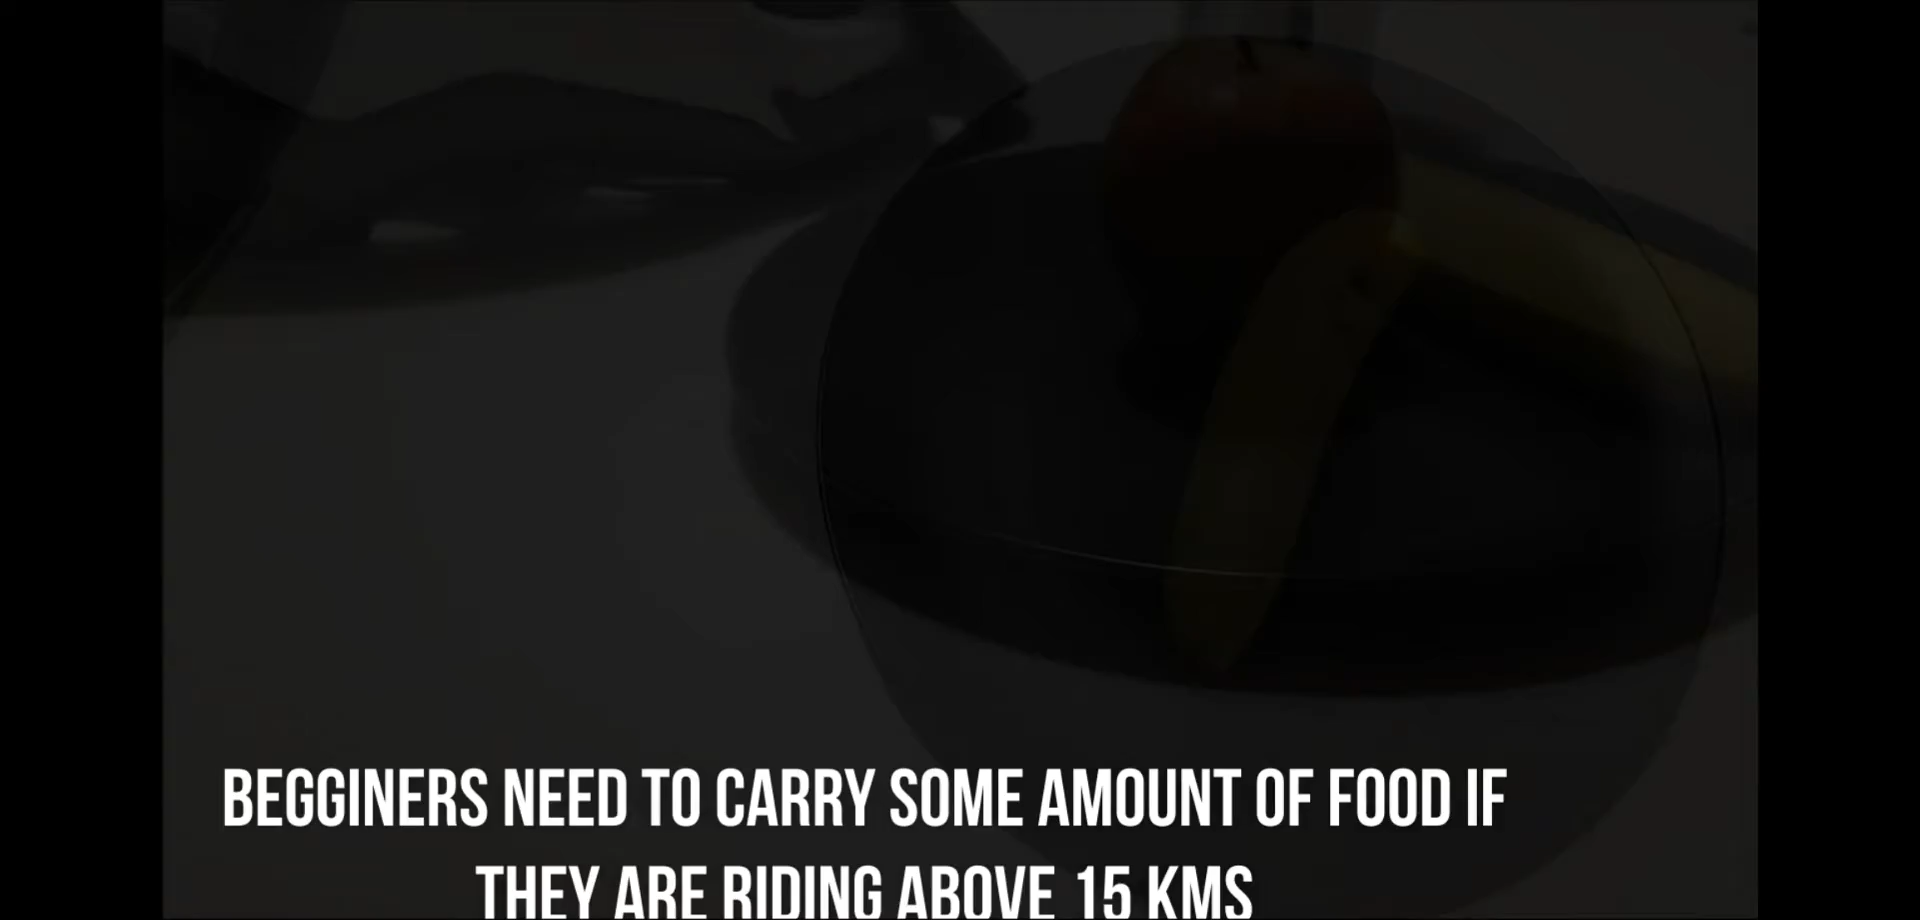 BEGGINERS NEED TO CARRY SOME AMOUNT OF FOOD IF
THEY ARE RIDING ABOVE 15 KMS